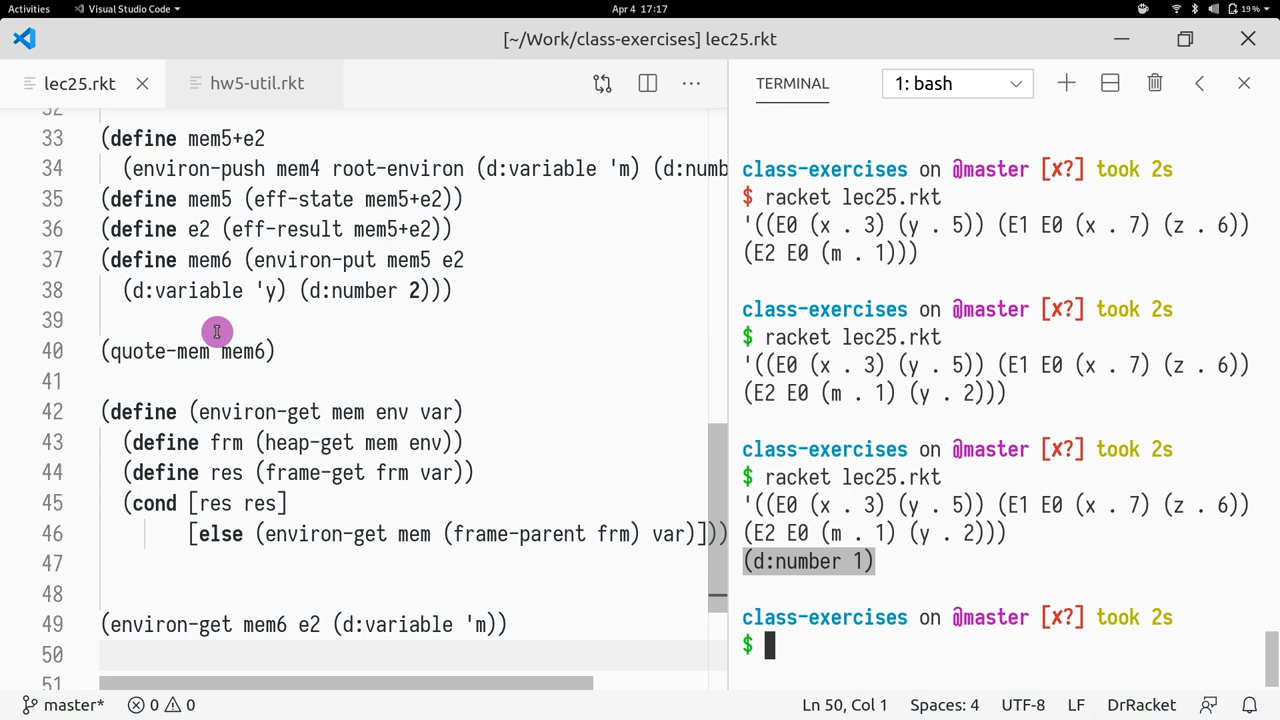 Activities
Visual Studio Code
Apr 4 17:17
19%
[~/Work/class-exercises] lec25.rkt
lec25.rkt
hw5-util.rkt
TERMINAL
1: bash
32
33 (define mem5+e2
34 (environ-push mem4 root-environ (d:variable 'm) (d:numb
35 (define mem5 (eff-state mem5+e2))
36 (define e2 (eff-result mem5+e2))
37 (define mem6 (environ-put mem5 e2
38 (d:variable 'y) (d:number 2)))
39
40 (quote-mem mem6)
41
42 (define (environ-get mem env var)
43 (define frm (heap-get mem env))
44 (define res (frame-get frm var))
45 (cond [res res]
46 [else (environ-get mem (frame-parent frm) var)]))
47
48
49 (environ-get mem6 e2 (d:variable 'm))
50
51
class-exercises on @master [✘?] took 2s
$ racket lec25.rkt
'((E0 (x . 3) (y . 5)) (E1 E0 (x . 7) (z . 6))
(E2 E0 (m . 1)))
class-exercises on @master [✘?] took 2s
$ racket lec25.rkt
'((E0 (x . 3) (y . 5)) (E1 E0 (x . 7) (z . 6))
(E2 E0 (m . 1) (y . 2)))
class-exercises on @master [✘?] took 2s
$ racket lec25.rkt
'((E0 (x . 3) (y . 5)) (E1 E0 (x . 7) (z . 6))
(E2 E0 (m . 1) (y . 2)))
(d:number 1)
class-exercises on @master [✘?] took 2s
$
master*
0
0
Ln 50, Col 1
Spaces: 4
UTF-8
LF
DrRacket